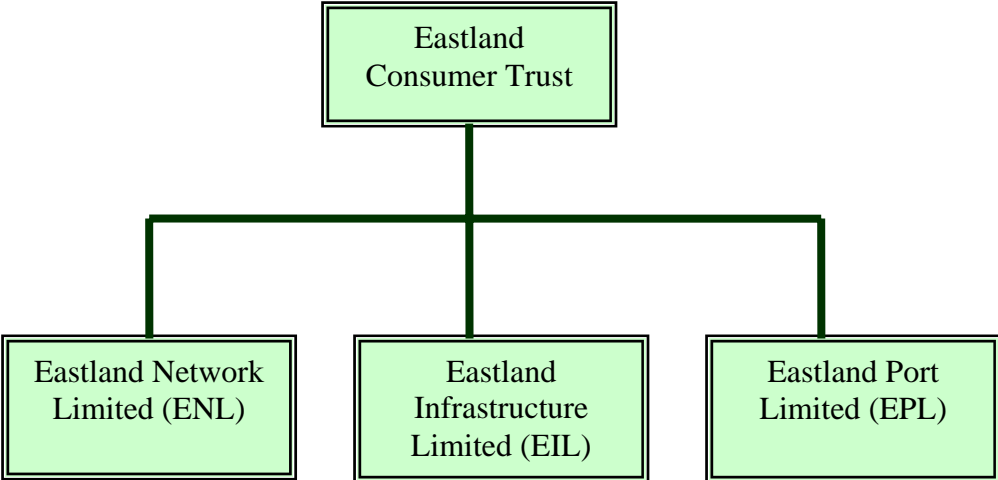 Eastland
Consumer Trust
Eastland Network
Limited (ENL)
Eastland
Infrastructure
Limited (EIL)
Eastland Port
Limited (EPL)